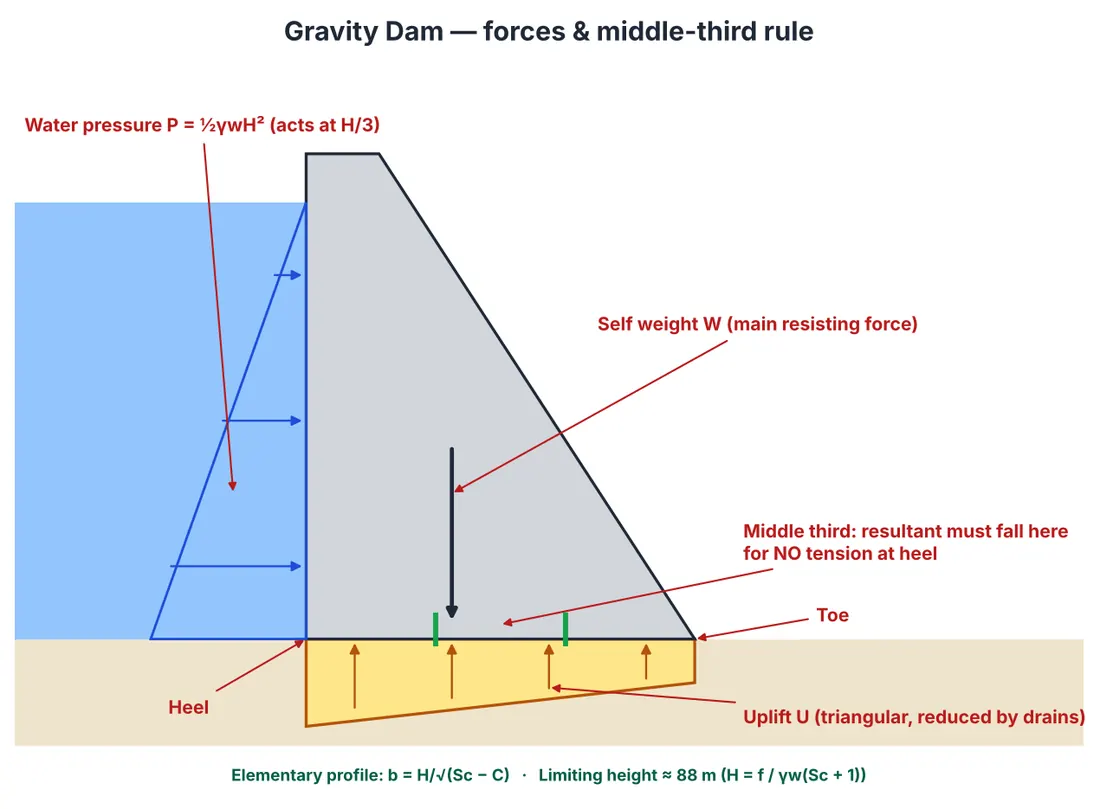 Gravity Dam — forces & middle-third rule
Water pressure P = ½γwH² (acts at H/3)
Self weight W (main resisting force)
Middle third: resultant must fall here
for NO tension at heel
Toe
Heel
Uplift U (triangular, reduced by drains)
Elementary profile: b = H/√(Sc − C) · Limiting height ≈ 88 m (H = f / γw(Sc + 1))